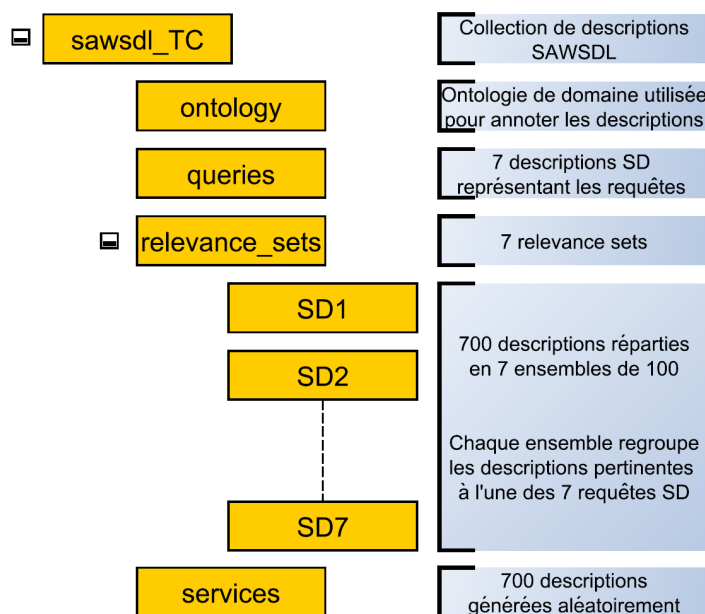 sawsdl_TC
Collection de descriptions
SAWSDL
ontology
Ontologie de domaine utilisée
pour annoter les descriptions
queries
7 descriptions SD
représentant les requêtes
relevance_sets
7 relevance sets
SD1
SD2
SD7
700 descriptions réparties
en 7 ensembles de 100
Chaque ensemble regroupe
les descriptions pertinentes
à l'une des 7 requêtes SD
services
700 descriptions
générées aléatoirement